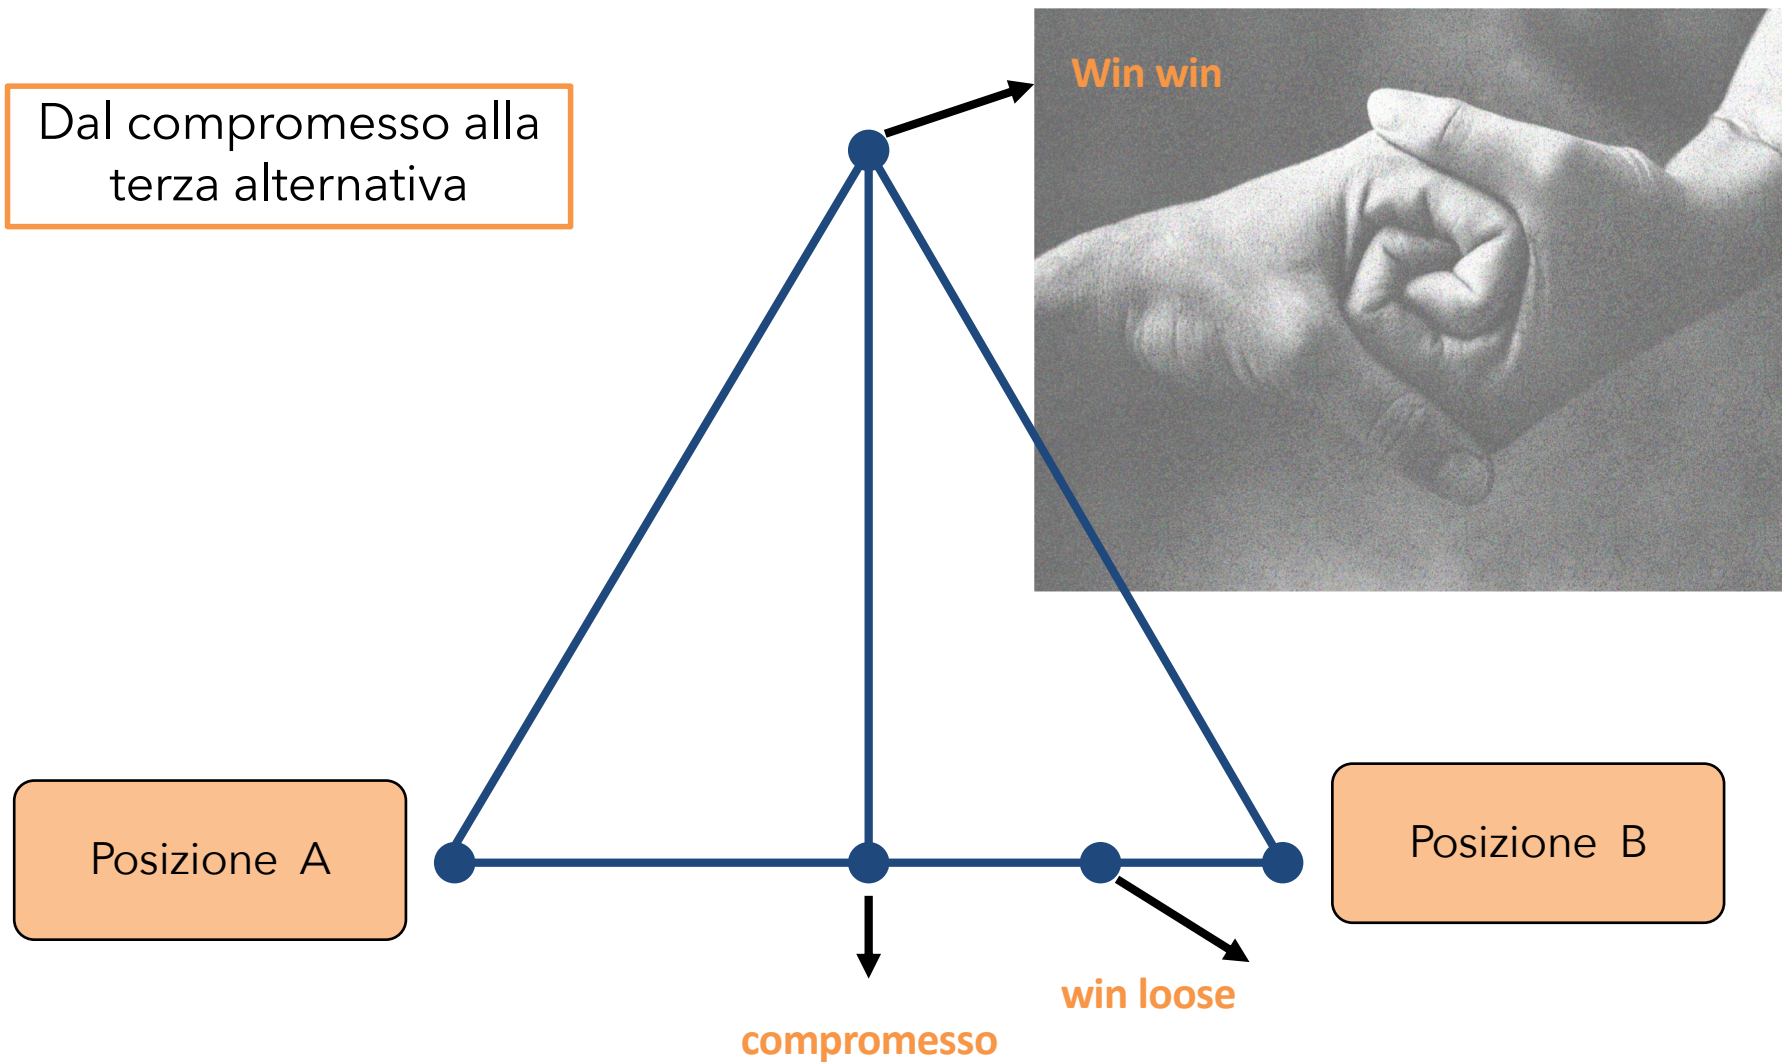 Win win
Dal compromesso alla
terza alternativa
Posizione A
Posizione B
win loose
compromesso